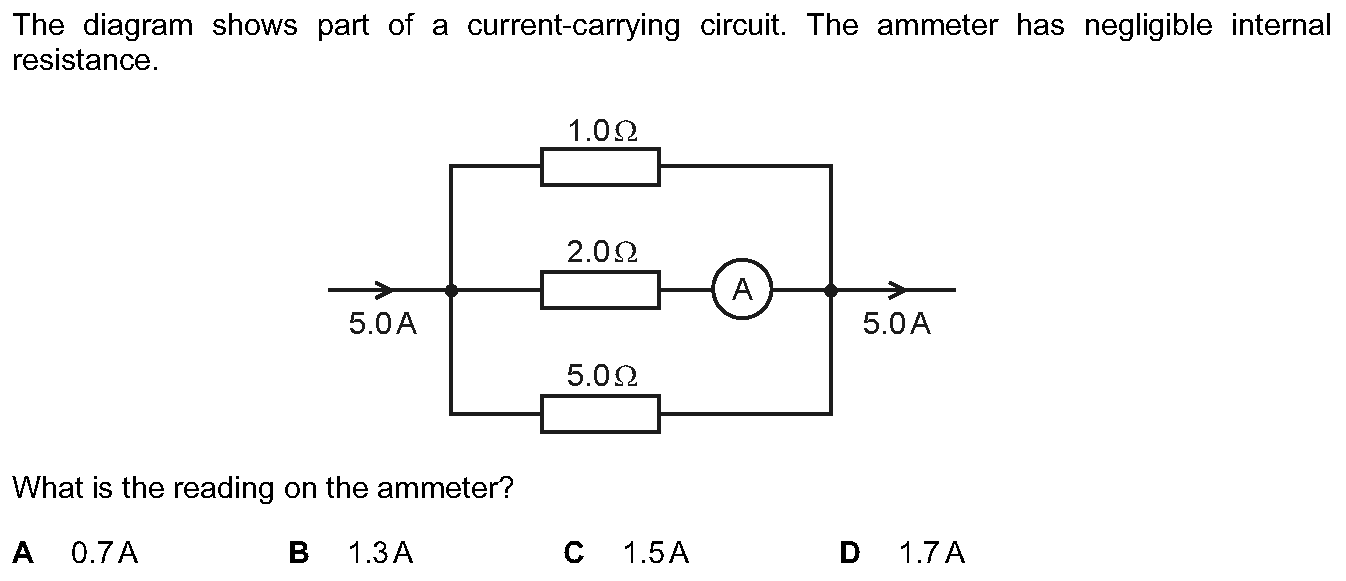 The diagram shows part of a current-carrying circuit. The ammeter has negligible internal
resistance.
1.0Ω
2.0Ω
A
5.0A
5.0A
5.0Ω
What is the reading on the ammeter?
A 0.7A B 1.3A C 1.5A D 1.7A